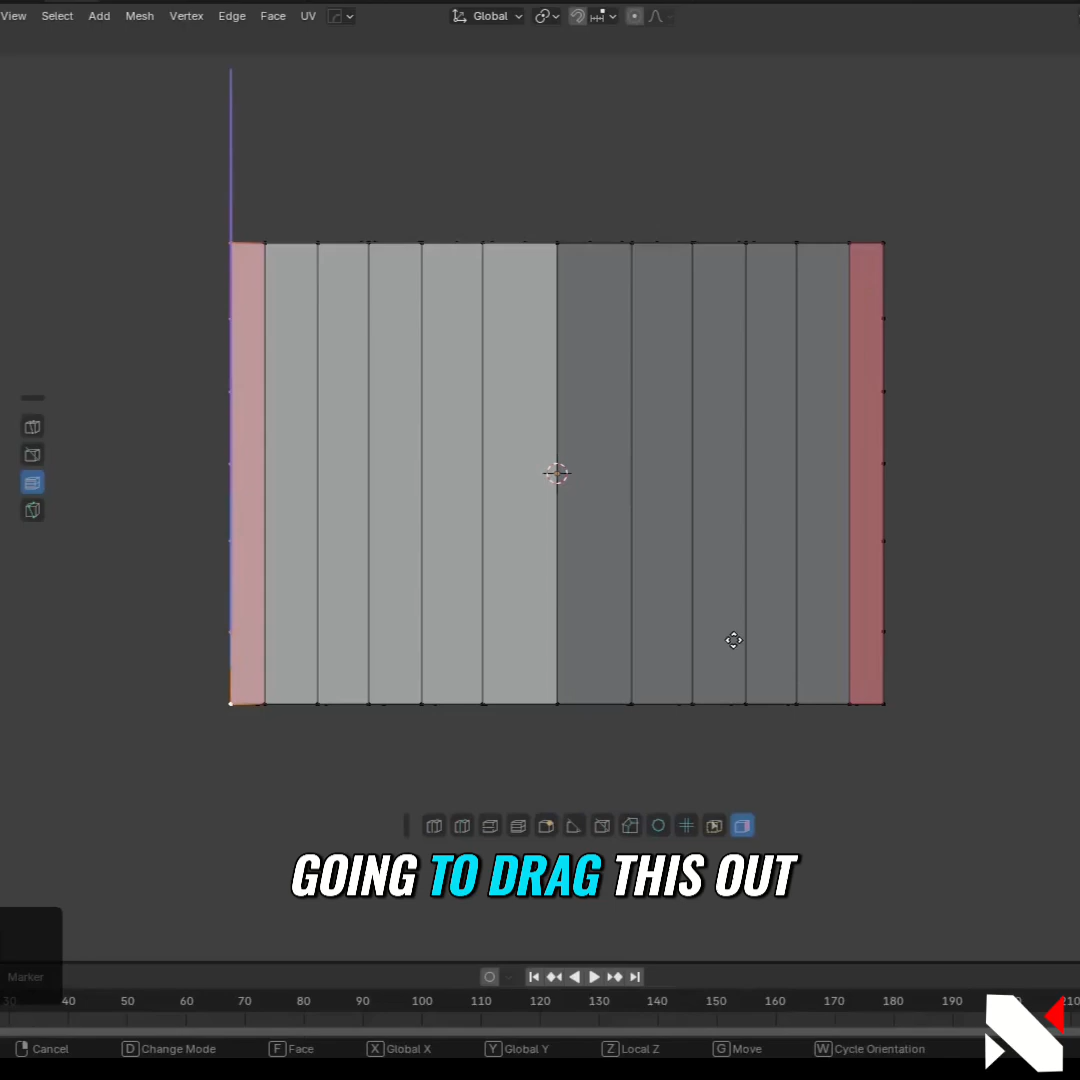 View Select Add Mesh Vertex Edge Face UV Global
GOING TO DRAG THIS OUT
Marker
30 40 50 60 70 80 90 100 110 120 130 140 150 160 170 180 190 210
Cancel D Change Mode F Face X Global X Y Global Y Z Local Z G Move W Cycle Orientation